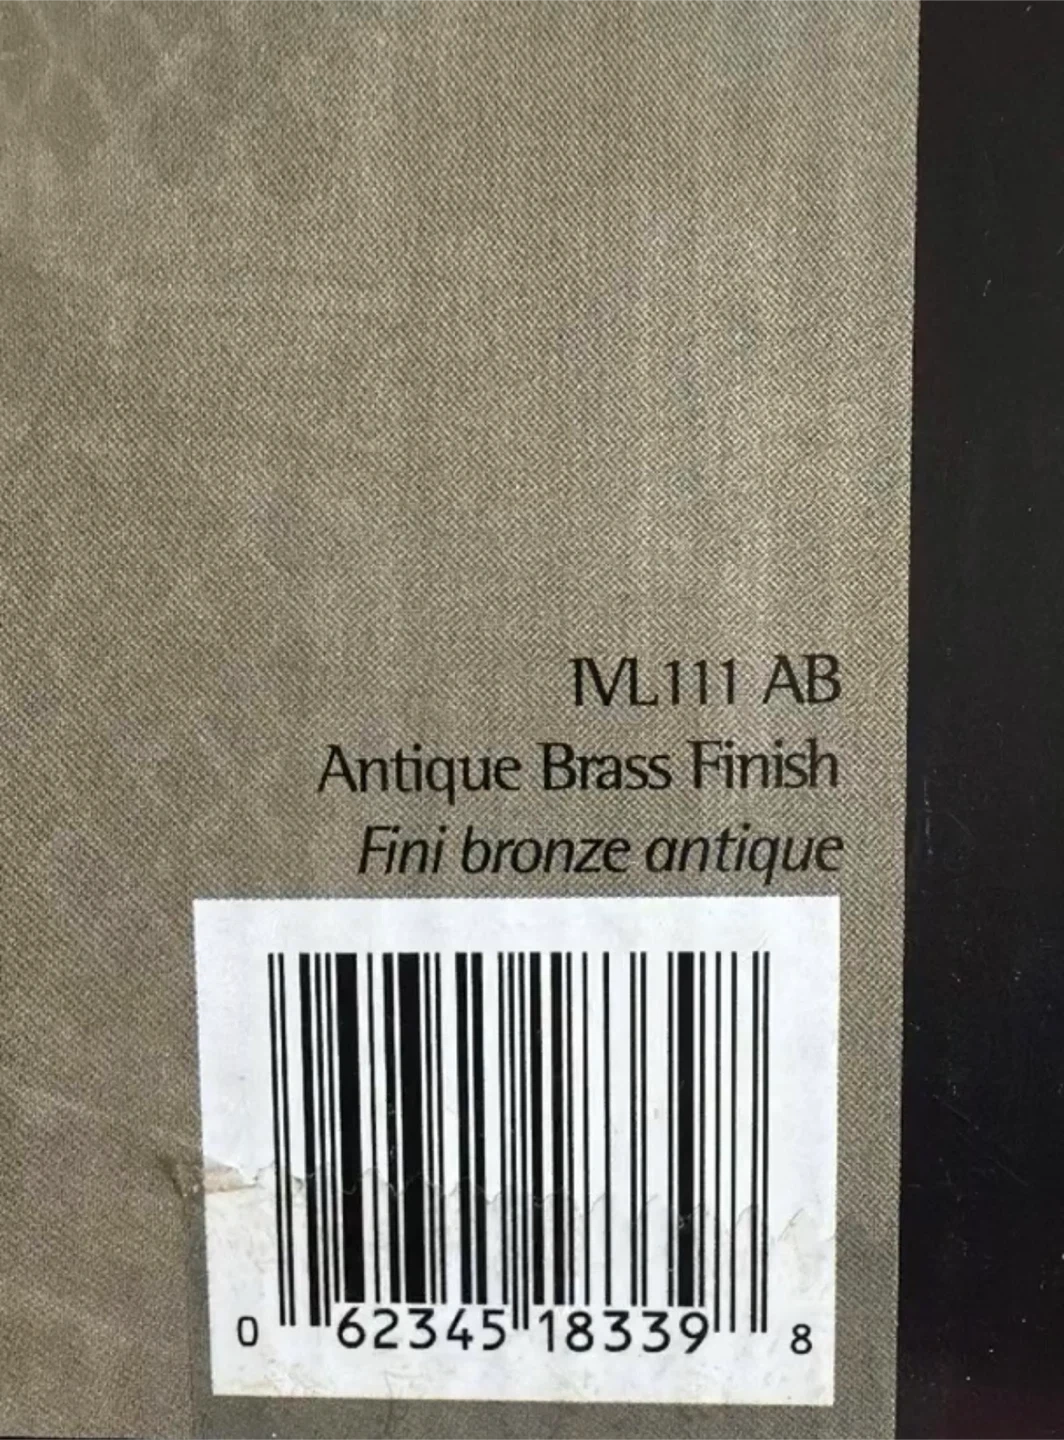 IVL111 AB
Antique Brass Finish
Fini bronze antique
0 62345 18339 8